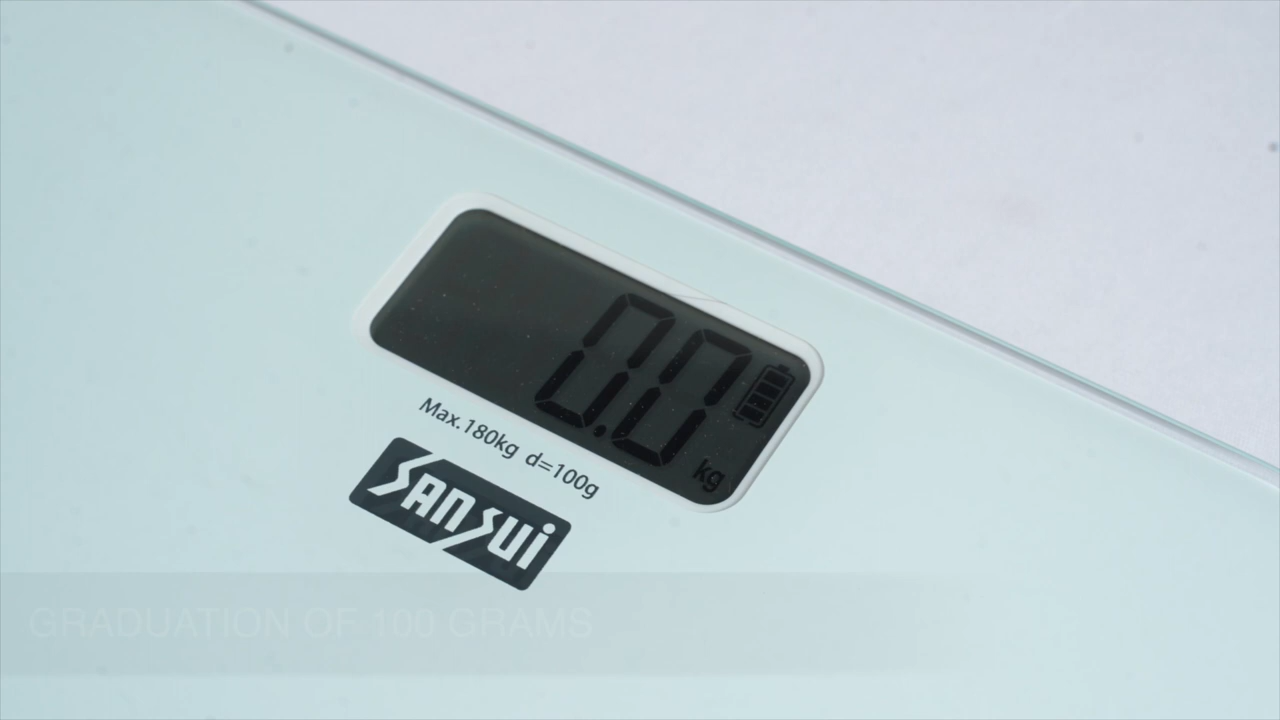 0.0
kg
Max.180kg d=100g
SANSUI
GRADUATION OF 100 GRAMS